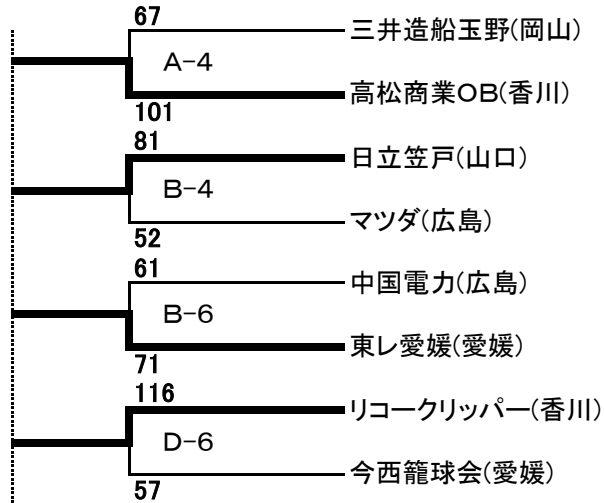 67
三井造船玉野(岡山)
A-4
高松商業OB(香川)
101
81
日立笠戸(山口)
B-4
マツダ(広島)
52
61
中国電力(広島)
B-6
東レ愛媛(愛媛)
71
116
リコークリッパー(香川)
D-6
今西籠球会(愛媛)
57